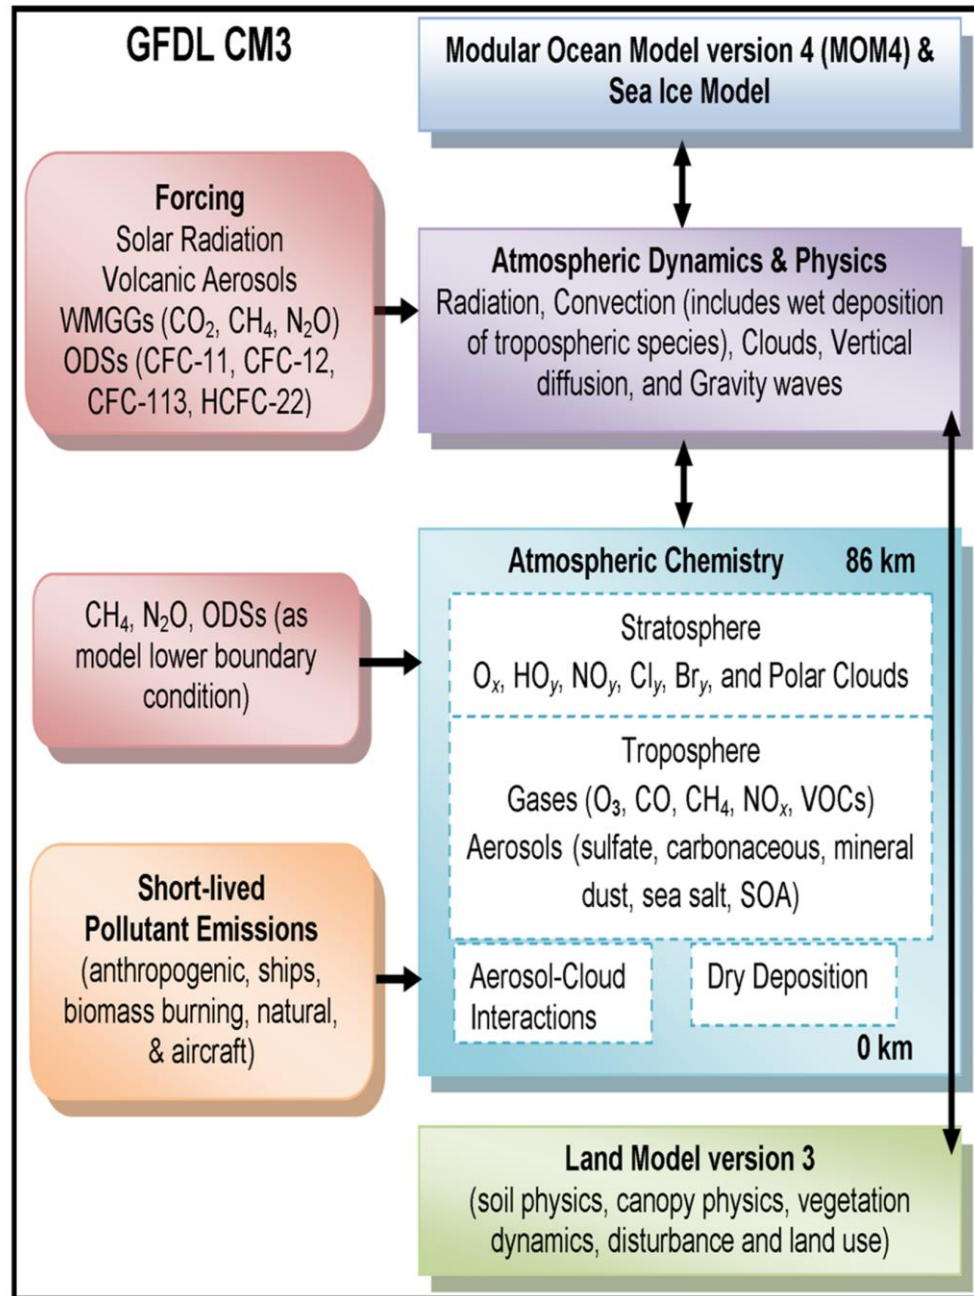 GFDL CM3
Modular Ocean Model version 4 (MOM4) &
Sea Ice Model
Forcing
Solar Radiation
Volcanic Aerosols
WMGGs (CO₂, CH₄, N₂O)
ODSs (CFC-11, CFC-12,
CFC-113, HCFC-22)
Atmospheric Dynamics & Physics
Radiation, Convection (includes wet deposition
of tropospheric species), Clouds, Vertical
diffusion, and Gravity waves
CH₄, N₂O, ODSs (as
model lower boundary
condition)
Atmospheric Chemistry 86 km
Stratosphere
Oₓ, HO_y, NO_y, Cl_y, Br_y, and Polar Clouds
Troposphere
Gases (O₃, CO, CH₄, NOₓ, VOCs)
Aerosols (sulfate, carbonaceous, mineral
dust, sea salt, SOA)
Short-lived
Pollutant Emissions
(anthropogenic, ships,
biomass burning, natural,
& aircraft)
Aerosol-Cloud
Interactions
Dry Deposition
0 km
Land Model version 3
(soil physics, canopy physics, vegetation
dynamics, disturbance and land use)